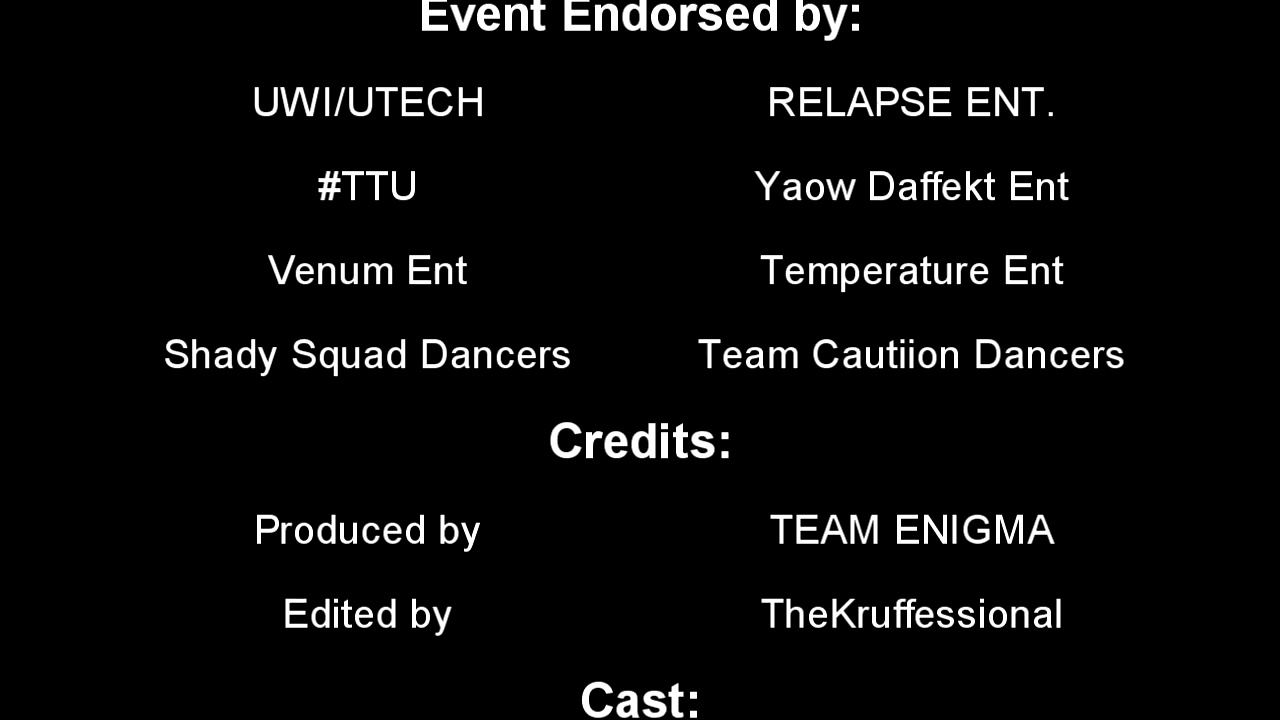 Event Endorsed by:
UWI/UTECH RELAPSE ENT.
#TTU Yaow Daffekt Ent
Venum Ent Temperature Ent
Shady Squad Dancers Team Cautiion Dancers
Credits:
Produced by TEAM ENIGMA
Edited by TheKruffessional
Cast: